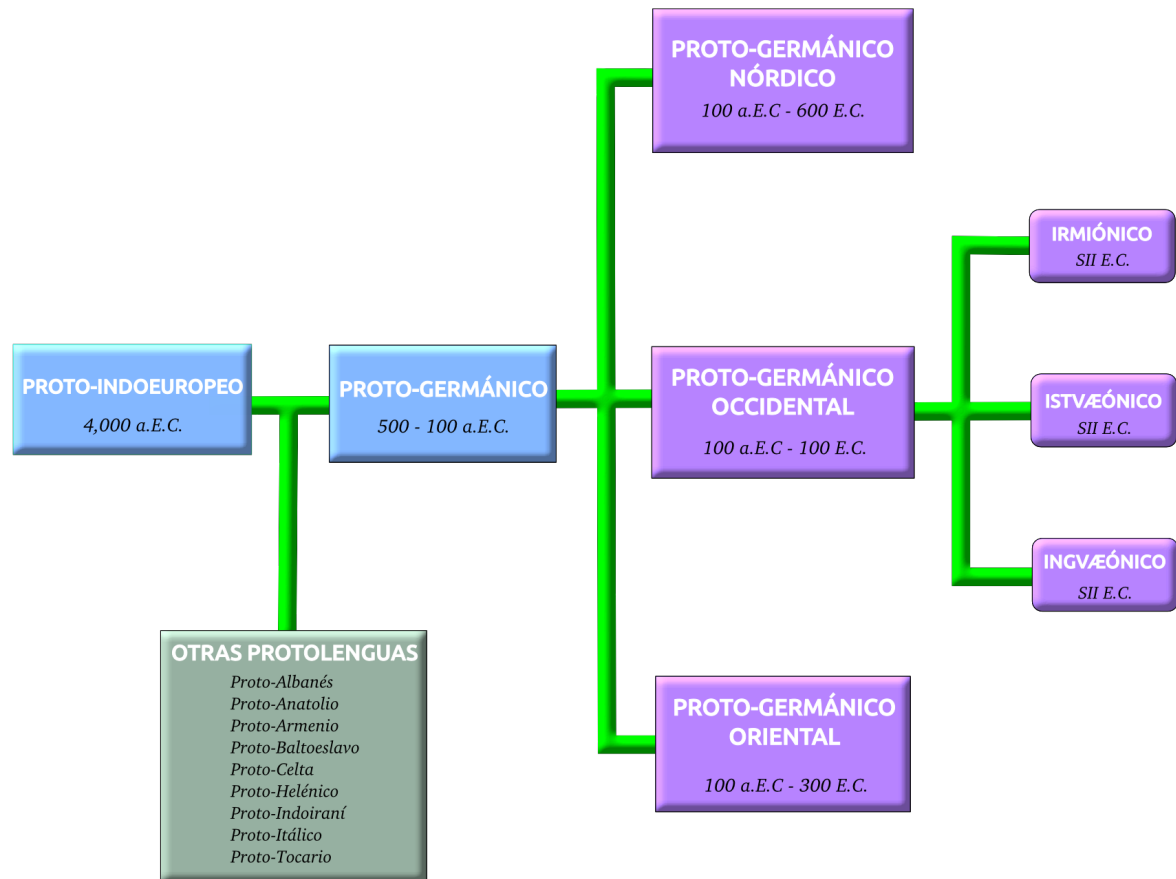 PROTO-GERMÁNICO
NÓRDICO
100 a.E.C - 600 E.C.
IRMIÓNICO
SII E.C.
PROTO-INDOEUROPEO
4,000 a.E.C.
PROTO-GERMÁNICO
500 - 100 a.E.C.
PROTO-GERMÁNICO
OCCIDENTAL
100 a.E.C - 100 E.C.
ISTVÆÓNICO
SII E.C.
INGVÆÓNICO
SII E.C.
OTRAS PROTOLENGUAS
Proto-Albanés
Proto-Anatolio
Proto-Armenio
Proto-Baltoeslavo
Proto-Celta
Proto-Helénico
Proto-Indoiraní
Proto-Itálico
Proto-Tocario
PROTO-GERMÁNICO
ORIENTAL
100 a.E.C - 300 E.C.